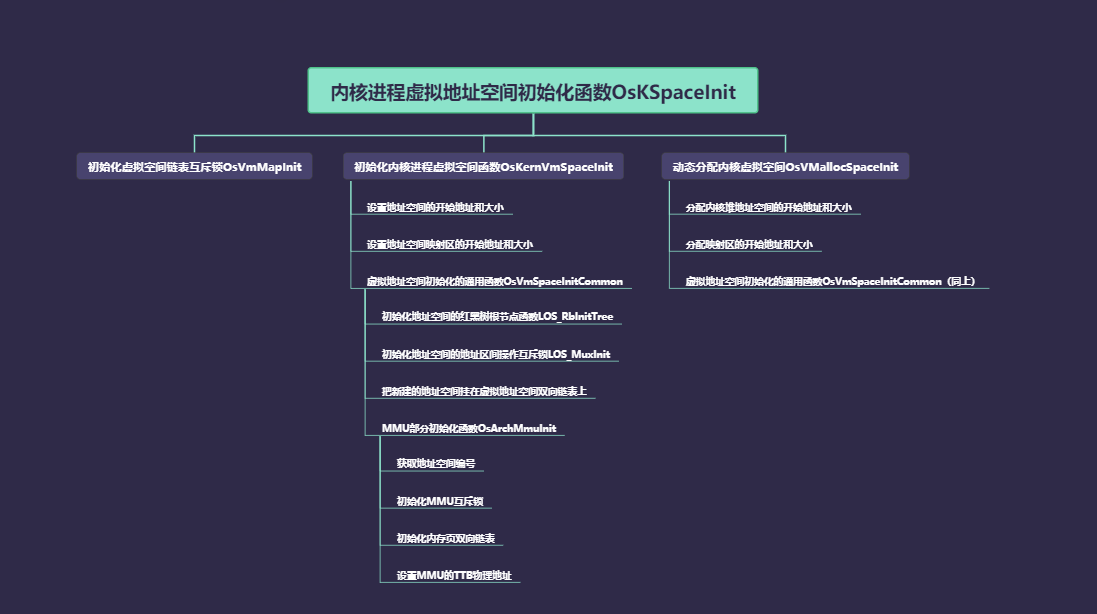 内核进程虚拟地址空间初始化函数OsKSpaceInit
初始化虚拟空间链表互斥锁OsVmMapInit
初始化内核进程虚拟空间函数OsKernVmSpaceInit
设置地址空间的开始地址和大小
设置地址空间映射区的开始地址和大小
虚拟地址空间初始化的通用函数OsVmSpaceInitCommon
初始化地址空间的红黑树根节点函数LOS_RbInitTree
初始化地址空间的地址区间操作互斥锁LOS_MuxInit
把新建的地址空间挂在虚拟地址空间双向链表上
MMU部分初始化函数OsArchMmuInit
获取地址空间编号
初始化MMU互斥锁
初始化内存页双向链表
设置MMU的TTB物理地址
动态分配内核虚拟空间OsVMallocSpaceInit
分配内核堆地址空间的开始地址和大小
分配映射区的开始地址和大小
虚拟地址空间初始化的通用函数OsVmSpaceInitCommon（同上）